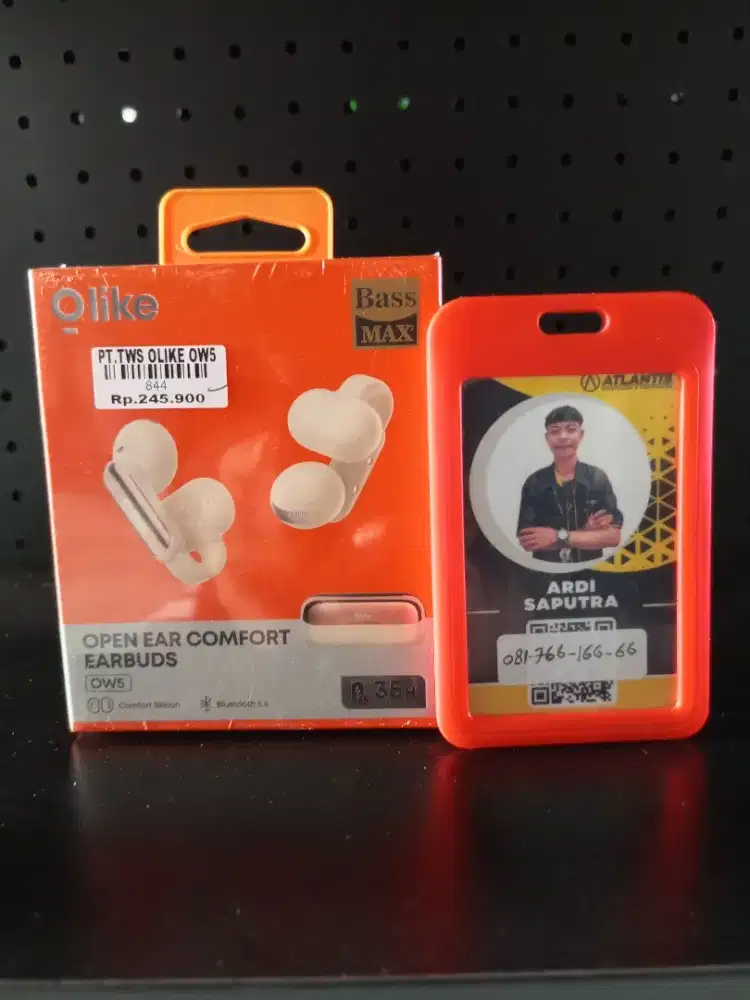 Olike
Bass
MAX
PT.TWS OLIKE OW5
844
Rp.245.900
OPEN EAR COMFORT
EARBUDS
OW5
Comfort Silicon
Bluetooth 5.4
ATLANTIS
ARDI
SAPUTRA
081-766-166-66